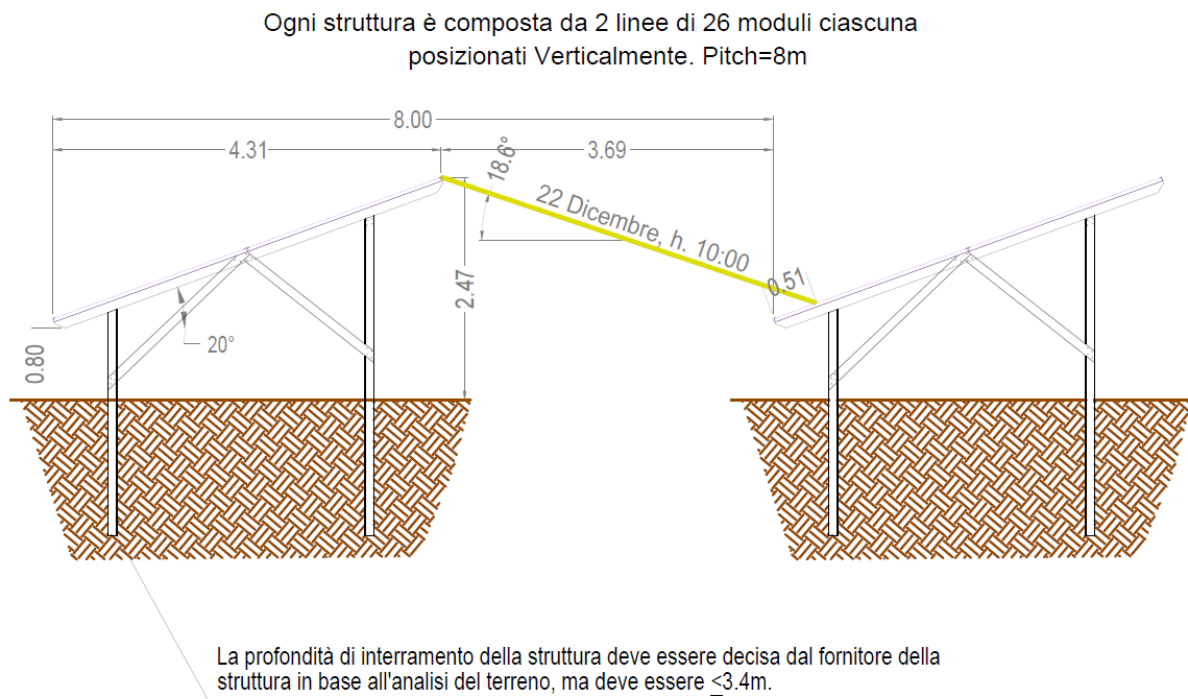 Ogni struttura è composta da 2 linee di 26 moduli ciascuna
posizionati Verticalmente. Pitch=8m
8.00
4.31
3.69
18.6°
22 Dicembre, h. 10:00
0.51
2.47
20°
0.80
La profondità di interramento della struttura deve essere decisa dal fornitore della
struttura in base all'analisi del terreno, ma deve essere <3.4m.